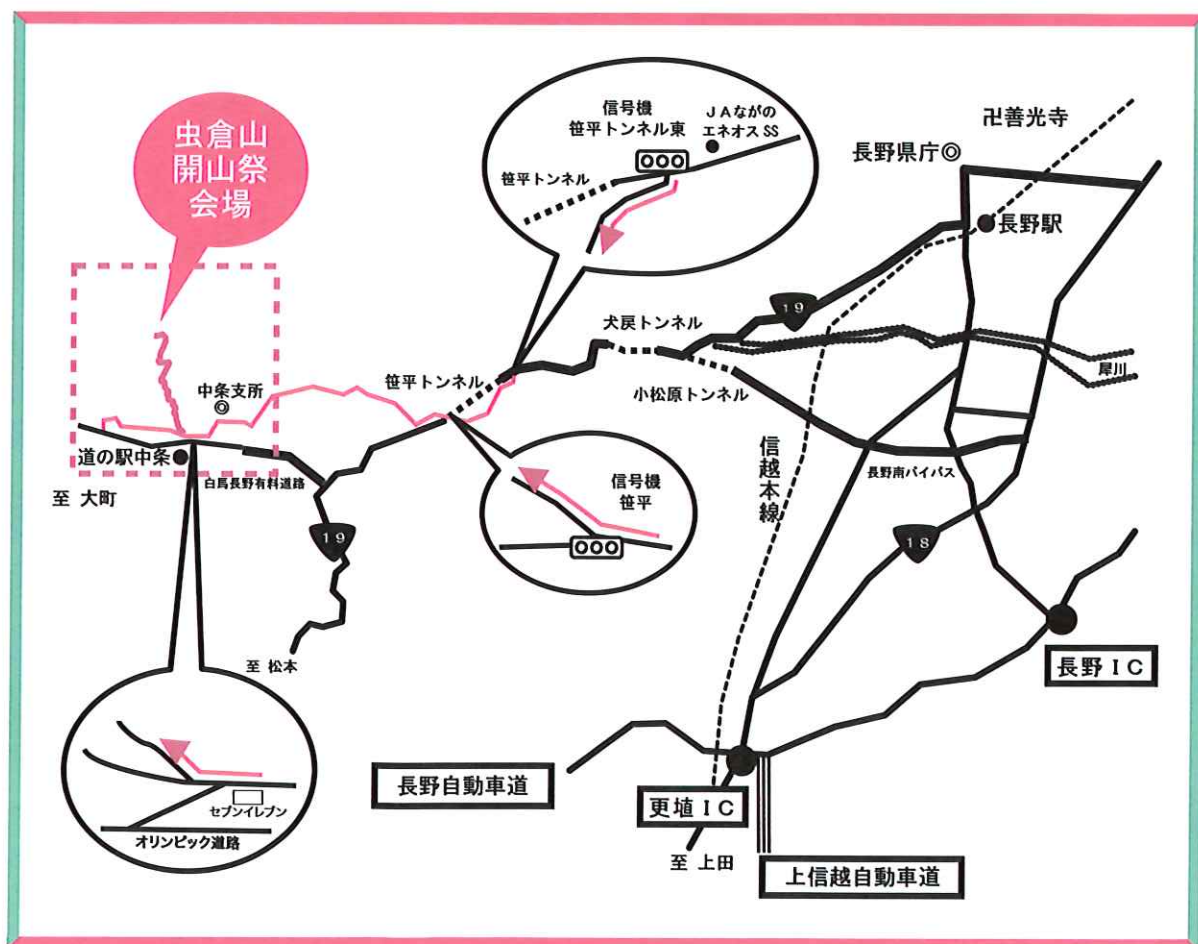 虫倉山
開山祭
会場
信号機
笹平トンネル東
JAながの
エネオスSS
笹平トンネル
卍善光寺
長野県庁◎
長野駅
19
犬戻トンネル
笹平トンネル
小松原トンネル
犀川
中条支所
◎
道の駅中条
白馬長野有料道路
至 大町
信号機
笹平
信越本線
長野南バイパス
19
18
至 松本
長野IC
セブンイレブン
オリンピック道路
長野自動車道
更埴IC
至 上田
上信越自動車道